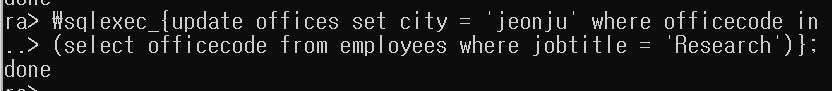 done
ra> ₩sqlexec_{update offices set city = 'jeonju' where officecode in
..> (select officecode from employees where jobtitle = 'Research')};
done
ra>